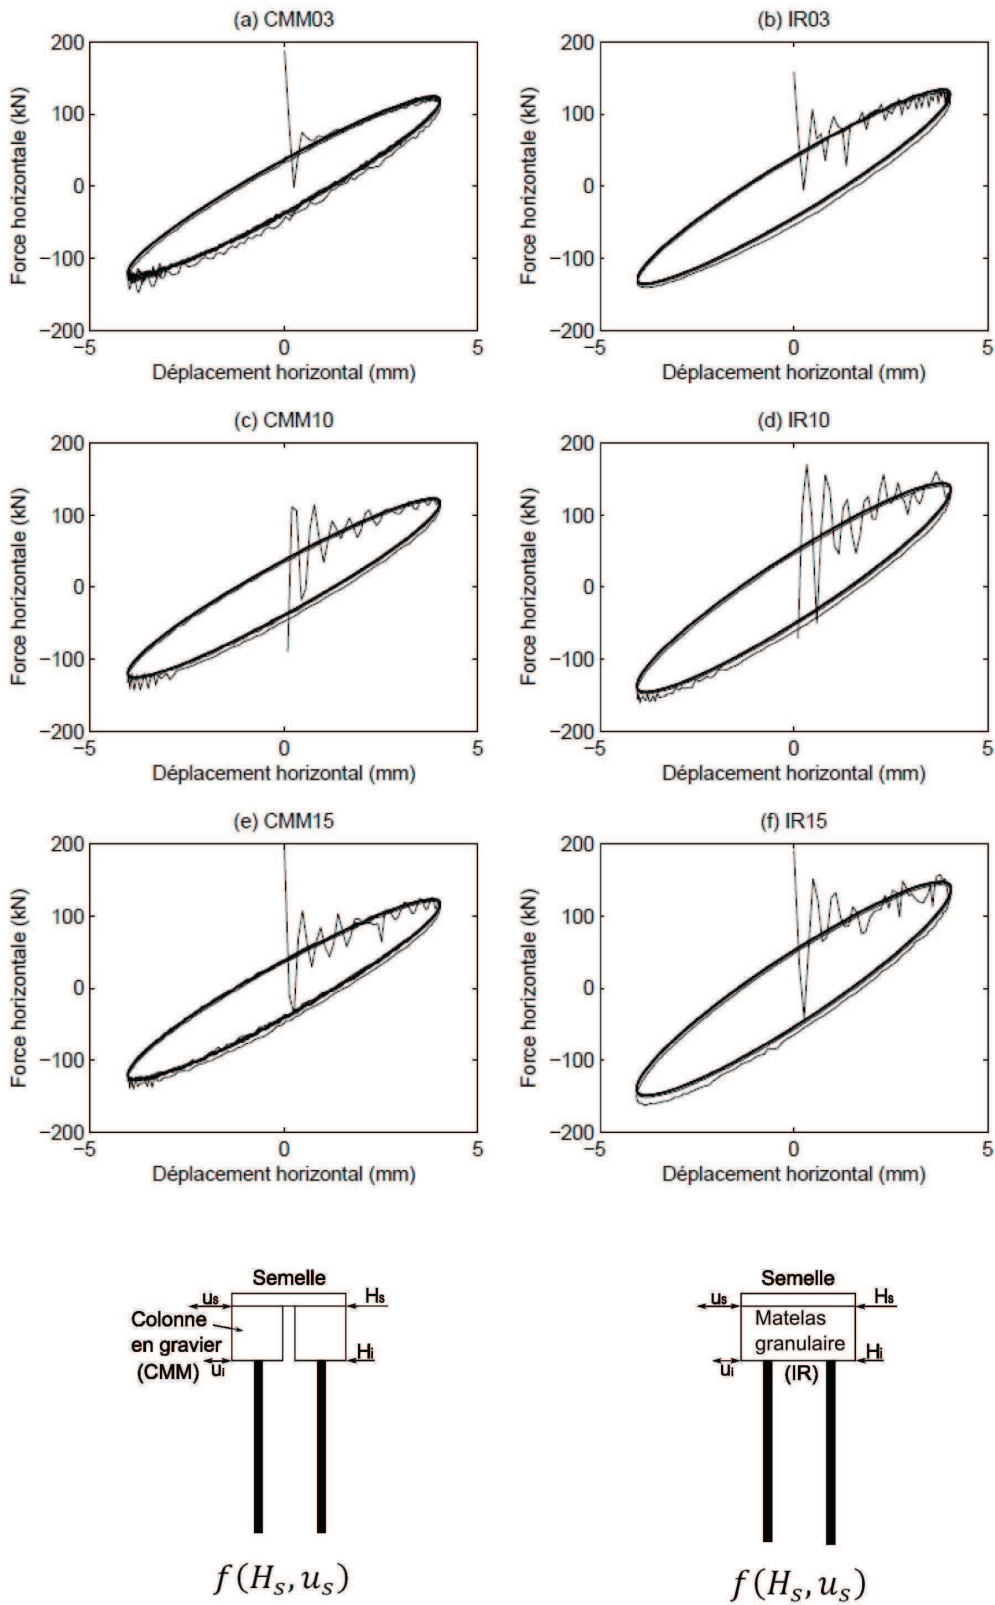 (a) CMM03
(b) IR03
200
100
0
−100
−200
−5
0
5
Force horizontale (kN)
Déplacement horizontal (mm)
200
100
0
−100
−200
−5
0
5
Force horizontale (kN)
Déplacement horizontal (mm)
(c) CMM10
(d) IR10
200
100
0
−100
−200
−5
0
5
Force horizontale (kN)
Déplacement horizontal (mm)
200
100
0
−100
−200
−5
0
5
Force horizontale (kN)
Déplacement horizontal (mm)
(e) CMM15
(f) IR15
200
100
0
−100
−200
−5
0
5
Force horizontale (kN)
Déplacement horizontal (mm)
200
100
0
−100
−200
−5
0
5
Force horizontale (kN)
Déplacement horizontal (mm)
Semelle
us
Hs
Colonne
en gravier
(CMM)
ui
Hi
f(Hs, us)
Semelle
us
Hs
Matelas
granulaire
(IR)
ui
Hi
f(Hs, us)